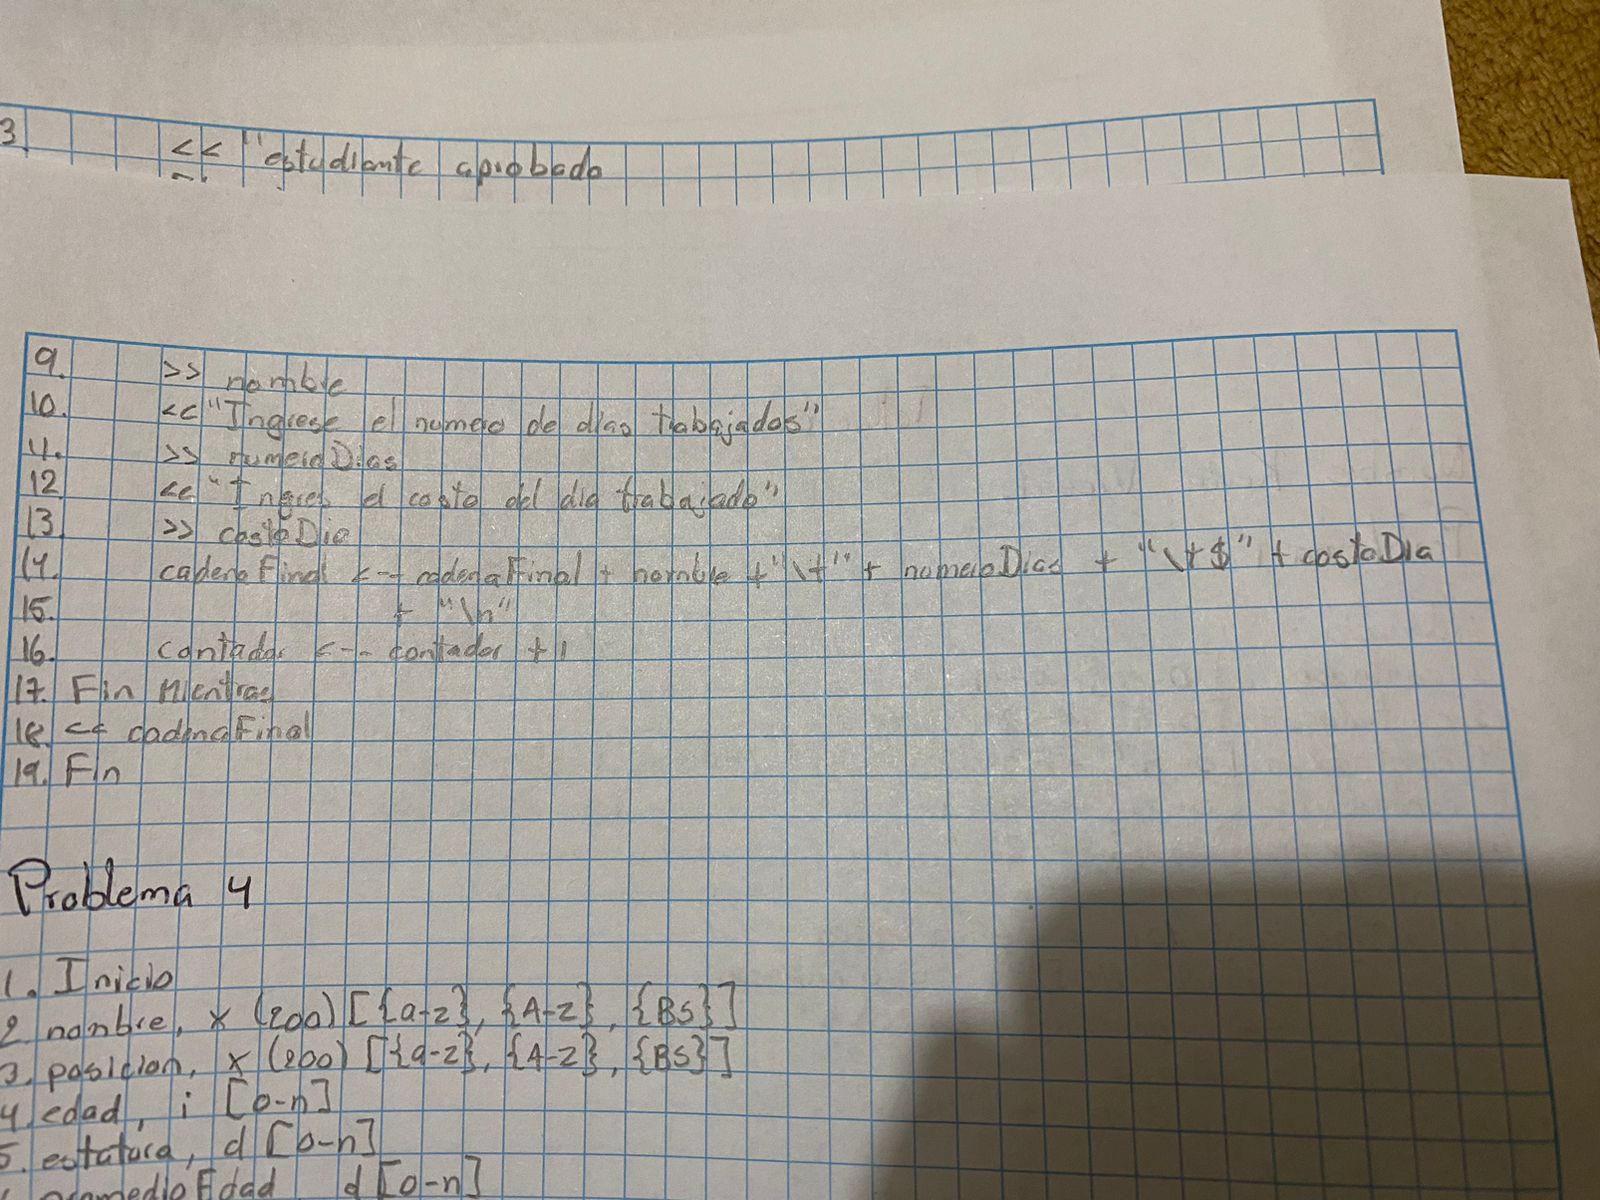 3. << "estudiante aprobado
9. >> nombre
10. << "Ingrese el numero de dias trabajados"
11. >> numeroDias
12 << "Ingres el costo del dia trabajado"
13. >> costoDia
14. cadenaFinal <-- cadenaFinal + nombre + "\t" + numeroDias + "\t$" + costoDia
15. + "\n"
16. contador <-- contador + 1
17. Fin Mientras
18. << cadenaFinal
19. Fin
Problema 4
1. Inicio
2 nombre, x (200) [{a-z}, {A-Z}, {BS}]
3. posicion, x (200) [{a-z}, {A-Z}, {BS}]
4. edad, i [0-n]
5. estatura, d [0-n]
promedioEdad d [0-n]